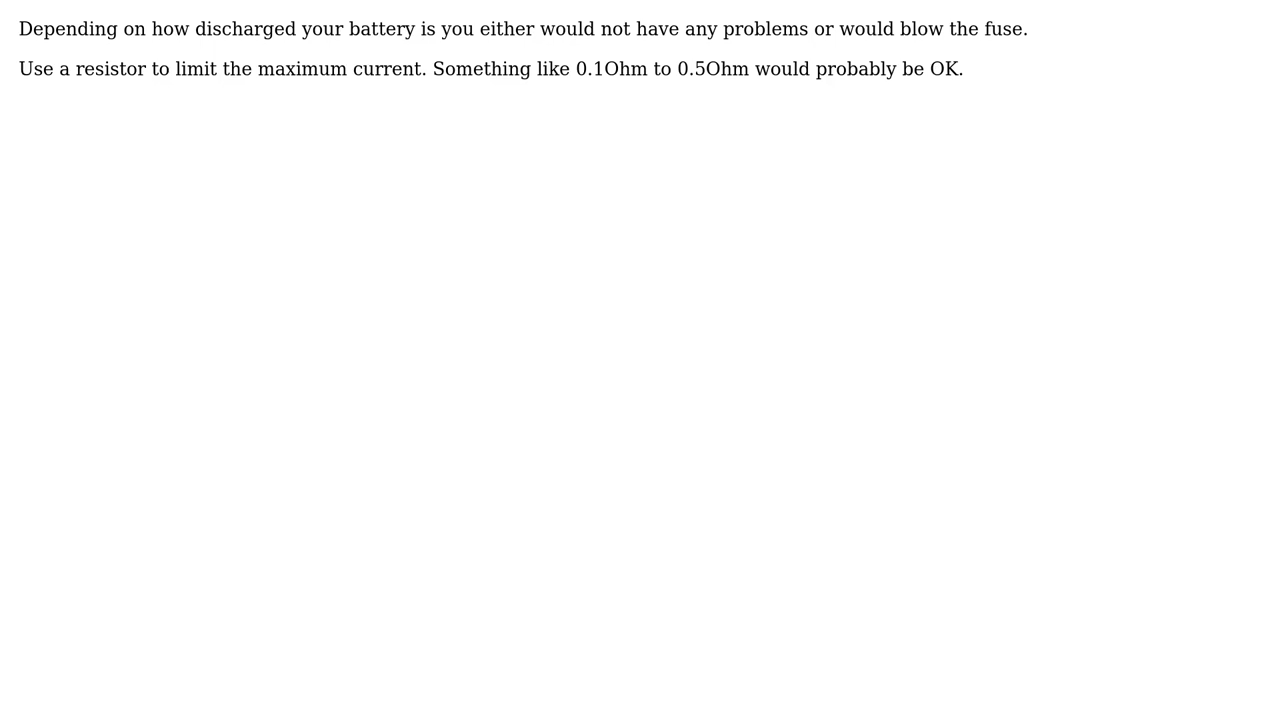 Depending on how discharged your battery is you either would not have any problems or would blow the fuse.
Use a resistor to limit the maximum current. Something like 0.1Ohm to 0.5Ohm would probably be OK.